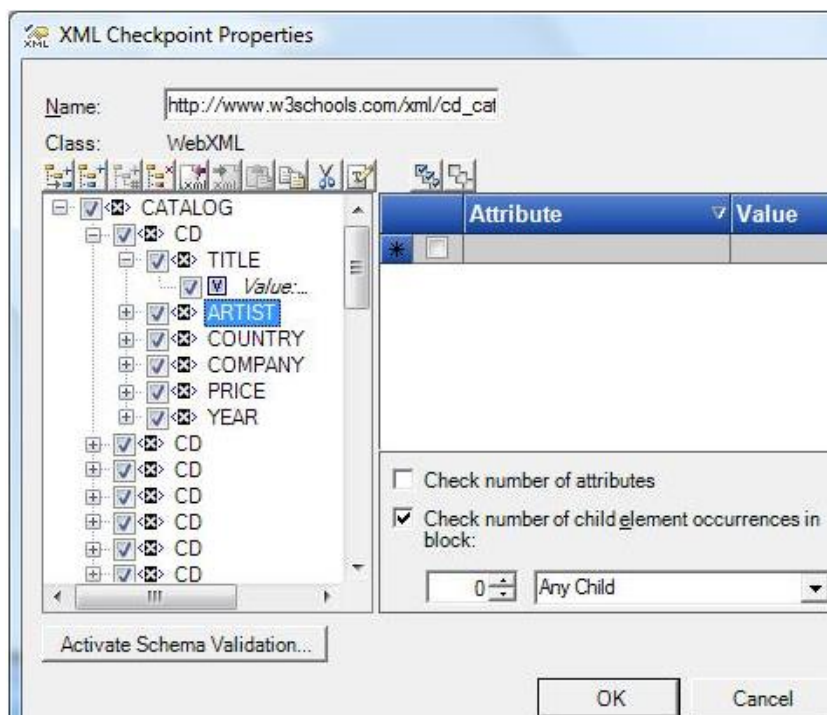 XML Checkpoint Properties
Name: http://www.w3schools.com/xml/cd_cat
Class: WebXML
CATALOG
CD
TITLE
Value:...
ARTIST
COUNTRY
COMPANY
PRICE
YEAR
CD
CD
CD
CD
CD
CD
Attribute Value
Check number of attributes
Check number of child element occurrences in
block:
0 Any Child
Activate Schema Validation...
OK Cancel